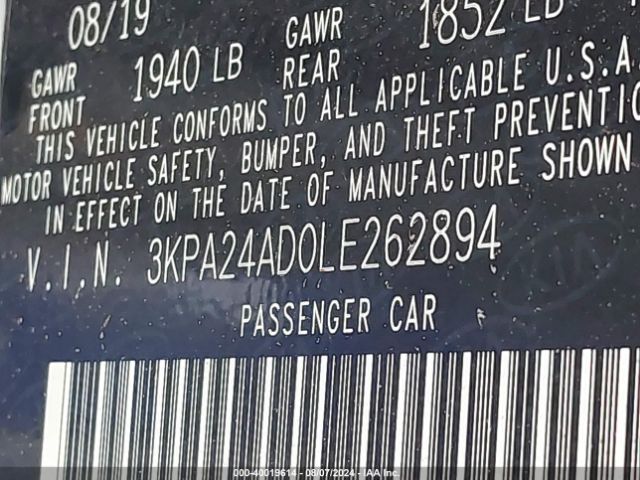 08/19
GAWR FRONT 1940 LB GAWR REAR 1852 LB
THIS VEHICLE CONFORMS TO ALL APPLICABLE U.S.A.
MOTOR VEHICLE SAFETY, BUMPER, AND THEFT PREVENTIO
IN EFFECT ON THE DATE OF MANUFACTURE SHOWN
V.I.N. 3KPA24AD0LE262894
PASSENGER CAR
KIA
000-40019614 - 08/07/2024 - IAA Inc.